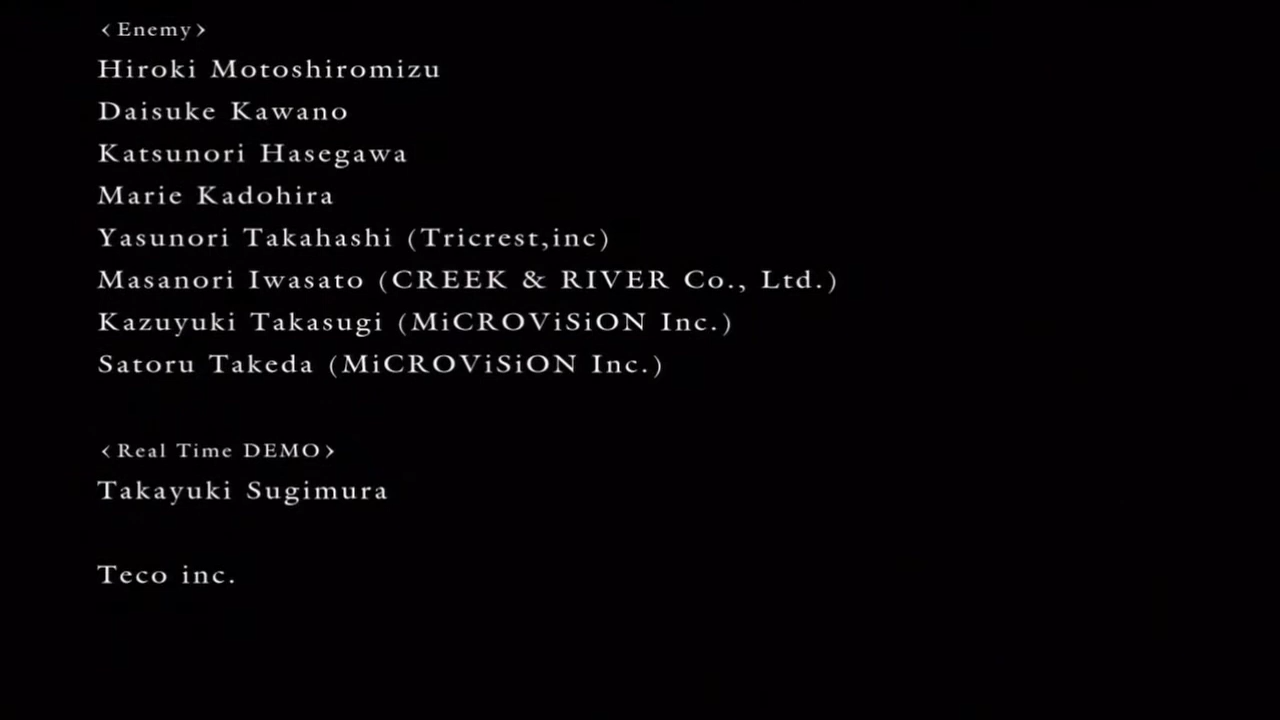 ‹Enemy›
Hiroki Motoshiromizu
Daisuke Kawano
Katsunori Hasegawa
Marie Kadohira
Yasunori Takahashi (Tricrest,inc)
Masanori Iwasato (CREEK & RIVER Co., Ltd.)
Kazuyuki Takasugi (MiCROViSiON Inc.)
Satoru Takeda (MiCROViSiON Inc.)
‹Real Time DEMO›
Takayuki Sugimura
Teco inc.